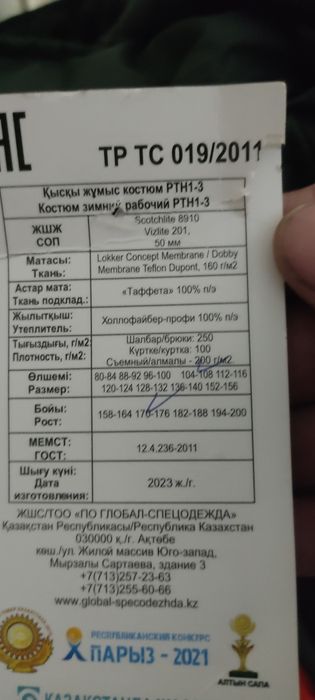 ЕАС
ТР ТС 019/2011
Қысқы жұмыс костюм РТН1-3
Костюм зимний рабочий РТН1-3
ЖШЖ
СОП
Scotchlite 8910
Vizlite 201,
50 мм
Матасы:
Ткань:
Lokker Concept Membrane / Dobby
Membrane Teflon Dupont, 160 г/м2
Астар мата:
Ткань подклад.:
«Таффета» 100% п/э
Жылытқыш:
Утеплитель:
Холлофайбер-профи 100% п/э
Тығыздығы, г/м2:
Плотность, г/м2:
Шалбар/брюки: 250
Куртке/куртка: 100
Съемный/алмалы - 200 г/м2
Өлшемі:
Размер:
80-84 88-92 96-100 104-108 112-116
120-124 128-132 136-140 152-156
Бойы:
Рост:
158-164 170-176 182-188 194-200
МЕМСТ:
ГОСТ:
12.4.236-2011
Шығу күні:
Дата
изготовления:
2023 ж./г.
ЖШС/ТОО «ПО ГЛОБАЛ-СПЕЦОДЕЖДА»
Қазақстан Республикасы/Республика Казахстан
030000 қ./г. Ақтөбе
көш./ул. Жилой массив Юго-запад,
Мырзалы Сартаева, здание 3
+7(713)257-23-63
+7(713)255-60-66
www.global-specodezhda.kz
РЕСПУБЛИКАНСКИЙ КОНКУРС
ПАРЫЗ - 2021
АЛТЫН САПА